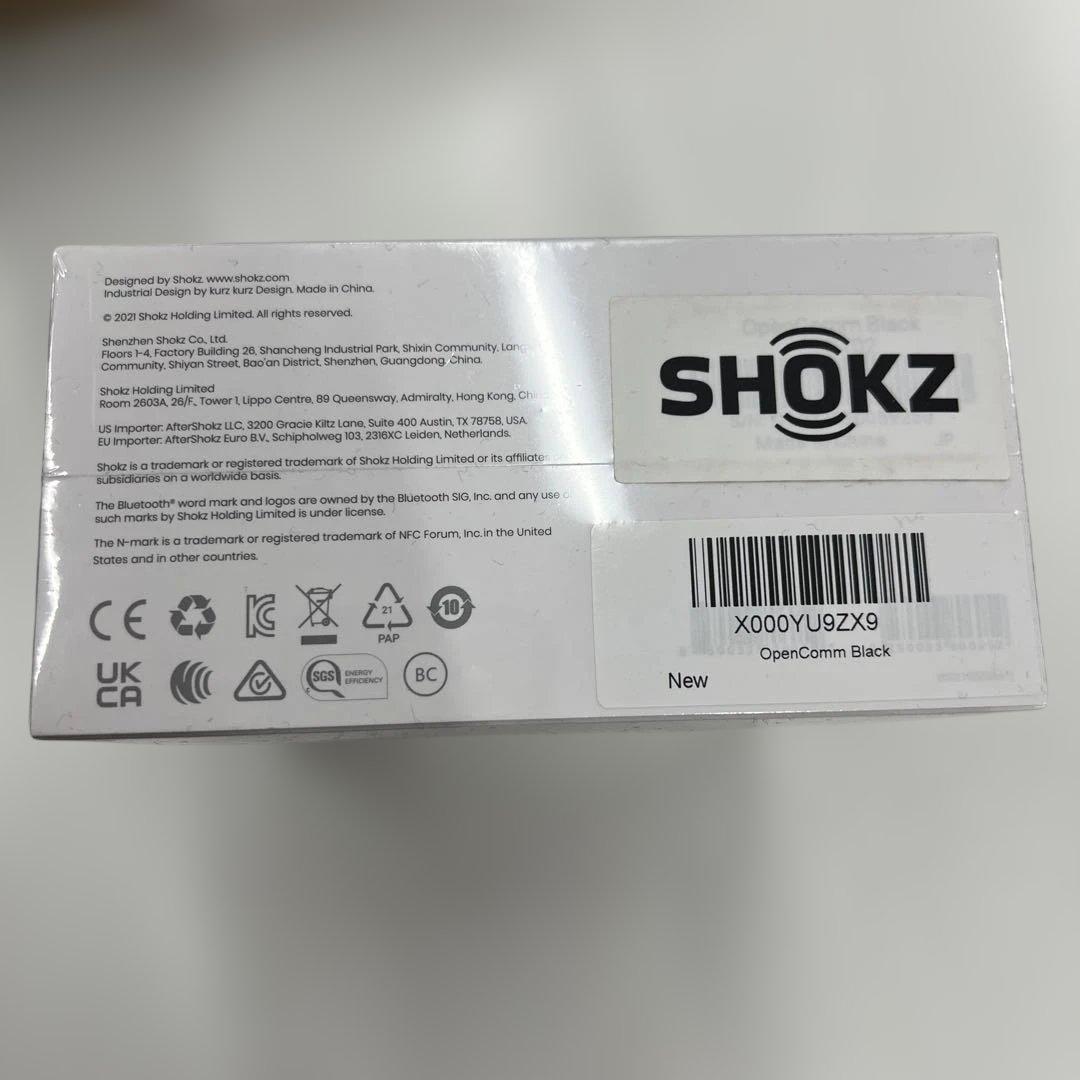 Designed by Shokz. www.shokz.com
Industrial Design by kurz kurz Design. Made in China.
© 2021 Shokz Holding Limited. All rights reserved.
Shenzhen Shokz Co., Ltd.
Floors 1-4, Factory Building 26, Shancheng Industrial Park, Shixin Community,
Community, Shiyan Street, Bao'an District, Shenzhen, Guangdong, China.
Shokz Holding Limited
Room 2603A, 26/F., Tower 1, Lippo Centre, 89 Queensway, Admiralty, Hong Kong,
US Importer: AfterShokz LLC, 3200 Gracie Kiltz Lane, Suite 400 Austin, TX 78758, USA.
EU Importer: AfterShokz Euro B.V., Schipholweg 103, 2316XC Leiden, Netherlands.
Shokz is a trademark or registered trademark of Shokz Holding Limited or its affiliates
subsidiaries on a worldwide basis.
The Bluetooth® word mark and logos are owned by the Bluetooth SIG, Inc. and any use
such marks by Shokz Holding Limited is under license.
The N-mark is a trademark or registered trademark of NFC Forum, Inc. in the United
States and in other countries.
CE
KC
21
PAP
10
UK
CA
SGS ENERGY
EFFICIENCY
BC
OpenComm Black
SHOKZ
JP
X000YU9ZX9
OpenComm Black
New